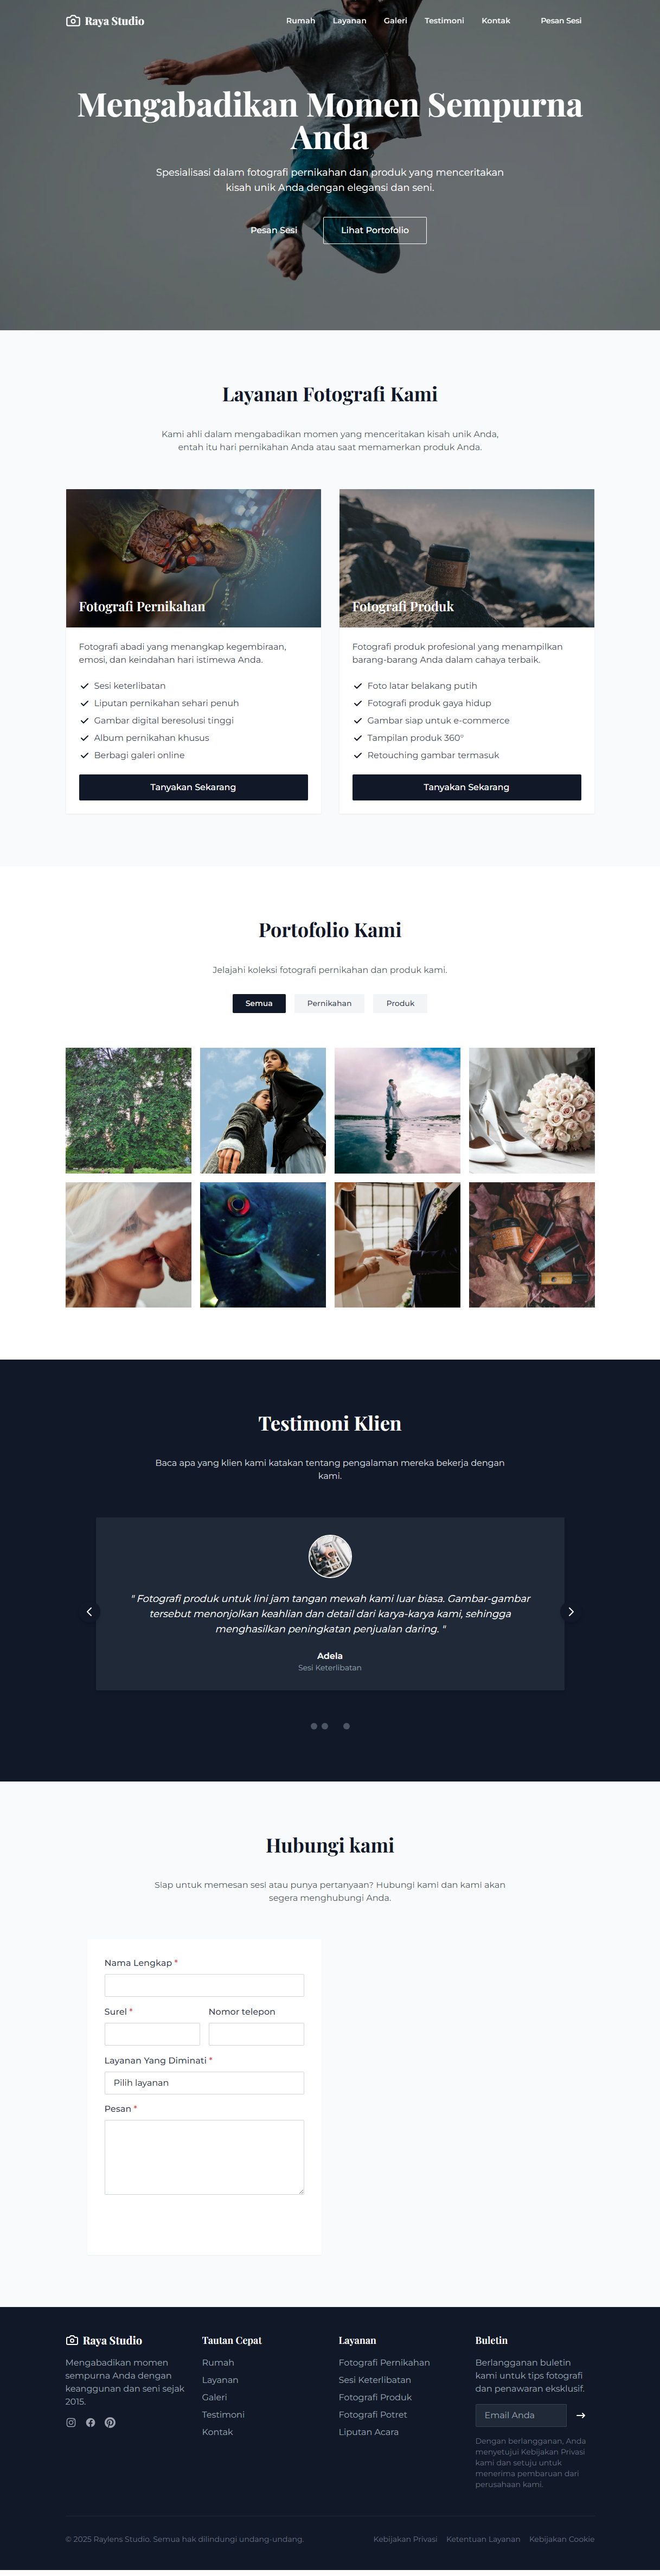 Raya Studio
Rumah
Layanan
Galeri
Testimoni
Kontak
Pesan Sesi
Mengabadikan Momen Sempurna
Anda
Spesialisasi dalam fotografi pernikahan dan produk yang menceritakan
kisah unik Anda dengan elegansi dan seni.
Pesan Sesi
Lihat Portofolio
Layanan Fotografi Kami
Kami ahli dalam mengabadikan momen yang menceritakan kisah unik Anda,
entah itu hari pernikahan Anda atau saat memamerkan produk Anda.
Fotografi Pernikahan
Fotografi abadi yang menangkap kegembiraan,
emosi, dan keindahan hari istimewa Anda.
Sesi keterlibatan
Liputan pernikahan sehari penuh
Gambar digital beresolusi tinggi
Album pernikahan khusus
Berbagi galeri online
Tanyakan Sekarang
Fotografi Produk
Fotografi produk profesional yang menampilkan
barang-barang Anda dalam cahaya terbaik.
Foto latar belakang putih
Fotografi produk gaya hidup
Gambar siap untuk e-commerce
Tampilan produk 360°
Retouching gambar termasuk
Tanyakan Sekarang
Portofolio Kami
Jelajahi koleksi fotografi pernikahan dan produk kami.
Semua
Pernikahan
Produk
Testimoni Klien
Baca apa yang klien kami katakan tentang pengalaman mereka bekerja dengan
kami.
" Fotografi produk untuk lini jam tangan mewah kami luar biasa. Gambar-gambar
tersebut menonjolkan keahlian dan detail dari karya-karya kami, sehingga
menghasilkan peningkatan penjualan daring. "
Adela
Sesi Keterlibatan
Hubungi kami
Siap untuk memesan sesi atau punya pertanyaan? Hubungi kami dan kami akan
segera menghubungi Anda.
Nama Lengkap *
Surel *
Nomor telepon
Layanan Yang Diminati *
Pilih layanan
Pesan *
Raya Studio
Mengabadikan momen
sempurna Anda dengan
keanggunan dan seni sejak
2015.
Tautan Cepat
Rumah
Layanan
Galeri
Testimoni
Kontak
Layanan
Fotografi Pernikahan
Sesi Keterlibatan
Fotografi Produk
Fotografi Potret
Liputan Acara
Buletin
Berlangganan buletin
kami untuk tips fotografi
dan penawaran eksklusif.
Email Anda
Dengan berlangganan, Anda
menyetujui Kebijakan Privasi
kami dan setuju untuk
menerima pembaruan dari
perusahaan kami.
© 2025 Raylens Studio. Semua hak dilindungi undang-undang.
Kebijakan Privasi
Ketentuan Layanan
Kebijakan Cookie